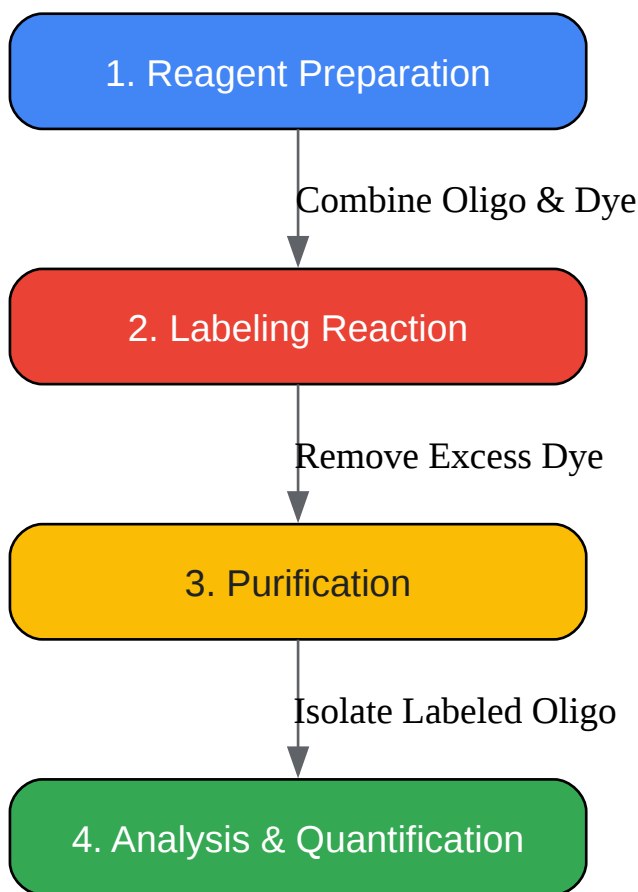 1. Reagent Preparation
Combine Oligo & Dye
2. Labeling Reaction
Remove Excess Dye
3. Purification
Isolate Labeled Oligo
4. Analysis & Quantification